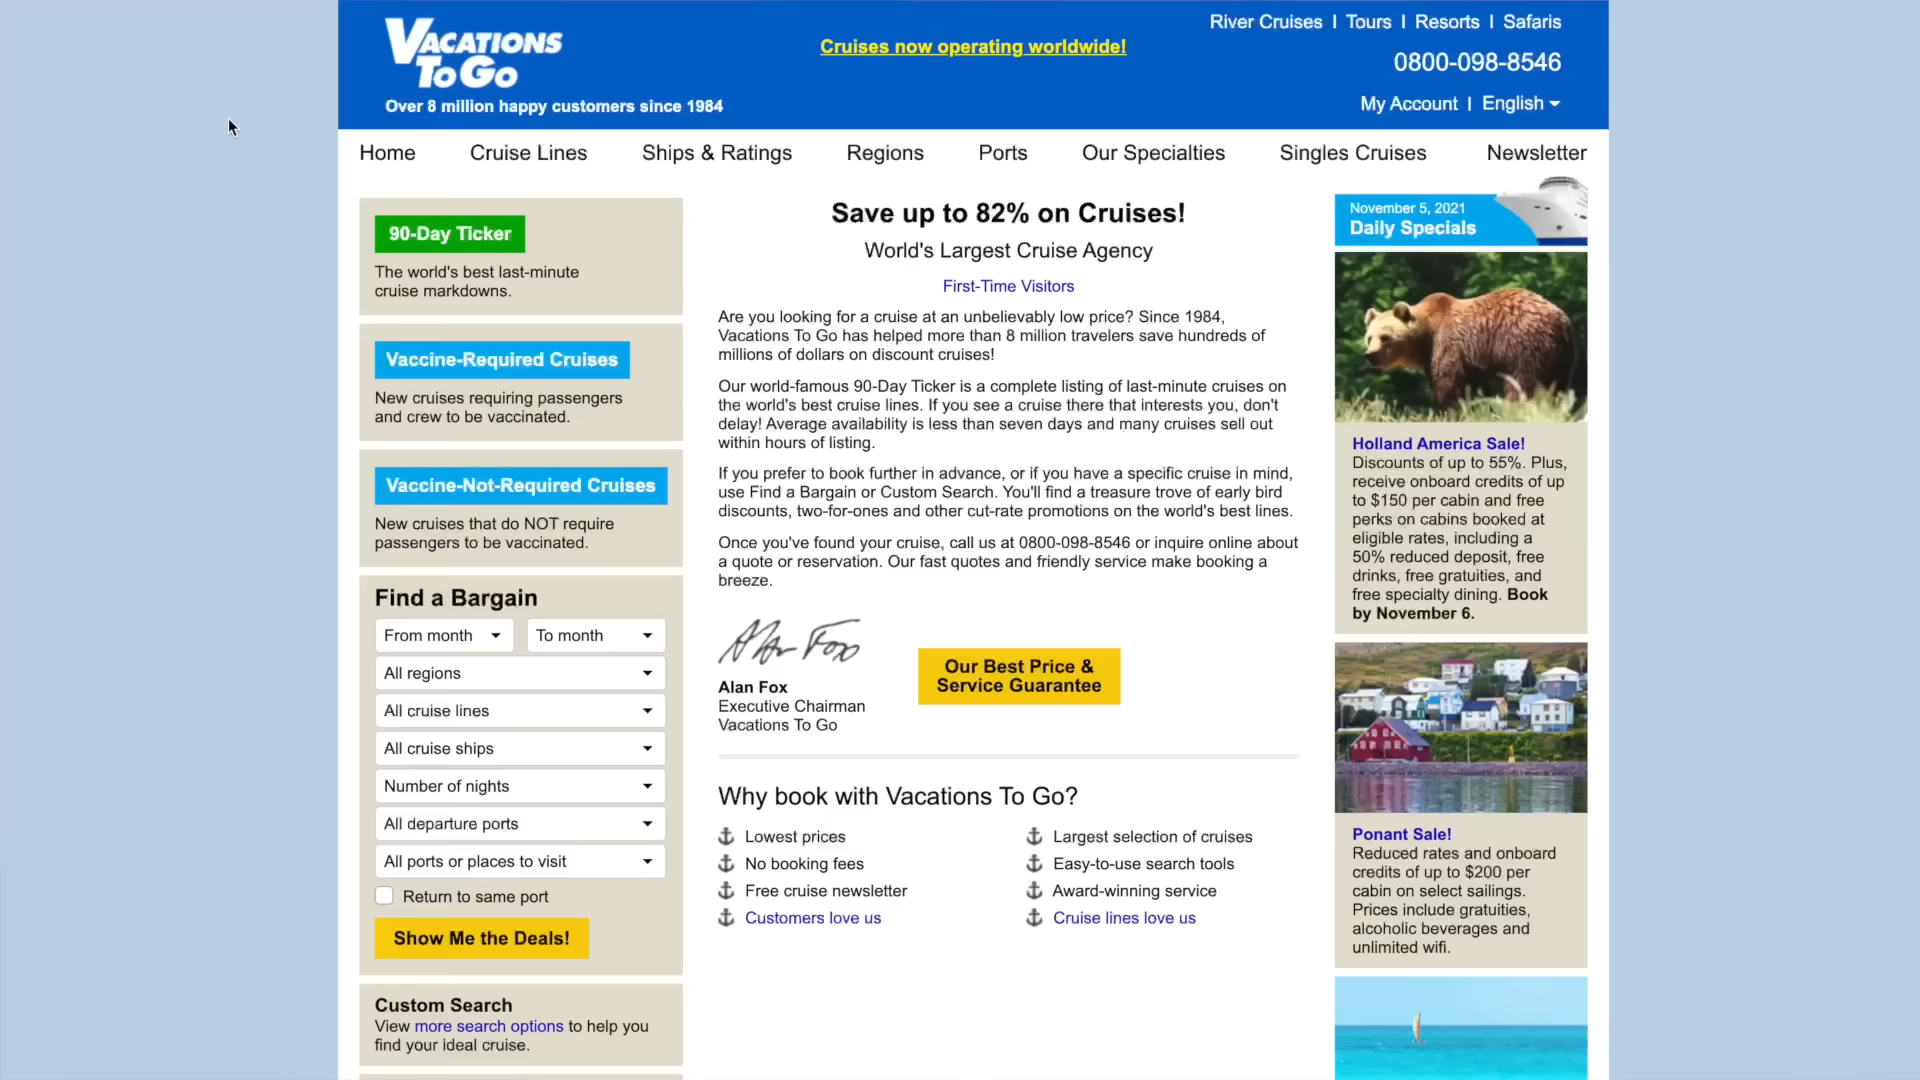 VACATIONS
TO GO
Over 8 million happy customers since 1984
Cruises now operating worldwide!
River Cruises | Tours | Resorts | Safaris
0800-098-8546
My Account | English
Home Cruise Lines Ships & Ratings Regions Ports Our Specialties Singles Cruises Newsletter
90-Day Ticker
The world's best last-minute
cruise markdowns.
Vaccine-Required Cruises
New cruises requiring passengers
and crew to be vaccinated.
Vaccine-Not-Required Cruises
New cruises that do NOT require
passengers to be vaccinated.
Find a Bargain
From month To month
All regions
All cruise lines
All cruise ships
Number of nights
All departure ports
All ports or places to visit
Return to same port
Show Me the Deals!
Custom Search
View more search options to help you
find your ideal cruise.
Save up to 82% on Cruises!
World's Largest Cruise Agency
First-Time Visitors
Are you looking for a cruise at an unbelievably low price? Since 1984,
Vacations To Go has helped more than 8 million travelers save hundreds of
millions of dollars on discount cruises!
Our world-famous 90-Day Ticker is a complete listing of last-minute cruises on
the world's best cruise lines. If you see a cruise there that interests you, don't
delay! Average availability is less than seven days and many cruises sell out
within hours of listing.
If you prefer to book further in advance, or if you have a specific cruise in mind,
use Find a Bargain or Custom Search. You'll find a treasure trove of early bird
discounts, two-for-ones and other cut-rate promotions on the world's best lines.
Once you've found your cruise, call us at 0800-098-8546 or inquire online about
a quote or reservation. Our fast quotes and friendly service make booking a
breeze.
Alan Fox
Alan Fox
Executive Chairman
Vacations To Go
Our Best Price &
Service Guarantee
Why book with Vacations To Go?
Lowest prices
No booking fees
Free cruise newsletter
Customers love us
Largest selection of cruises
Easy-to-use search tools
Award-winning service
Cruise lines love us
November 5, 2021
Daily Specials
Holland America Sale!
Discounts of up to 55%. Plus,
receive onboard credits of up
to $150 per cabin and free
perks on cabins booked at
eligible rates, including a
50% reduced deposit, free
drinks, free gratuities, and
free specialty dining. Book
by November 6.
Ponant Sale!
Reduced rates and onboard
credits of up to $200 per
cabin on select sailings.
Prices include gratuities,
alcoholic beverages and
unlimited wifi.